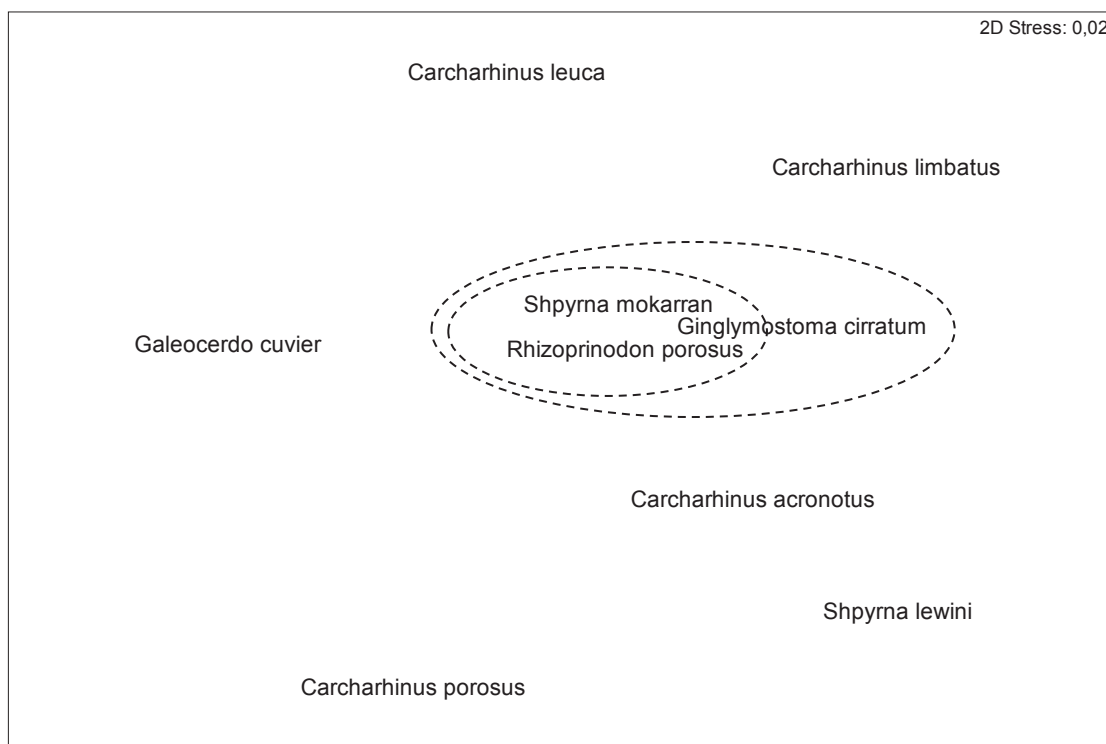 2D Stress: 0,02
Carcharhinus leuca
Carcharhinus limbatus
Shpyrna mokarran
Ginglymostoma cirratum
Galeocerdo cuvier
Rhizoprinodon porosus
Carcharhinus acronotus
Shpyrna lewini
Carcharhinus porosus